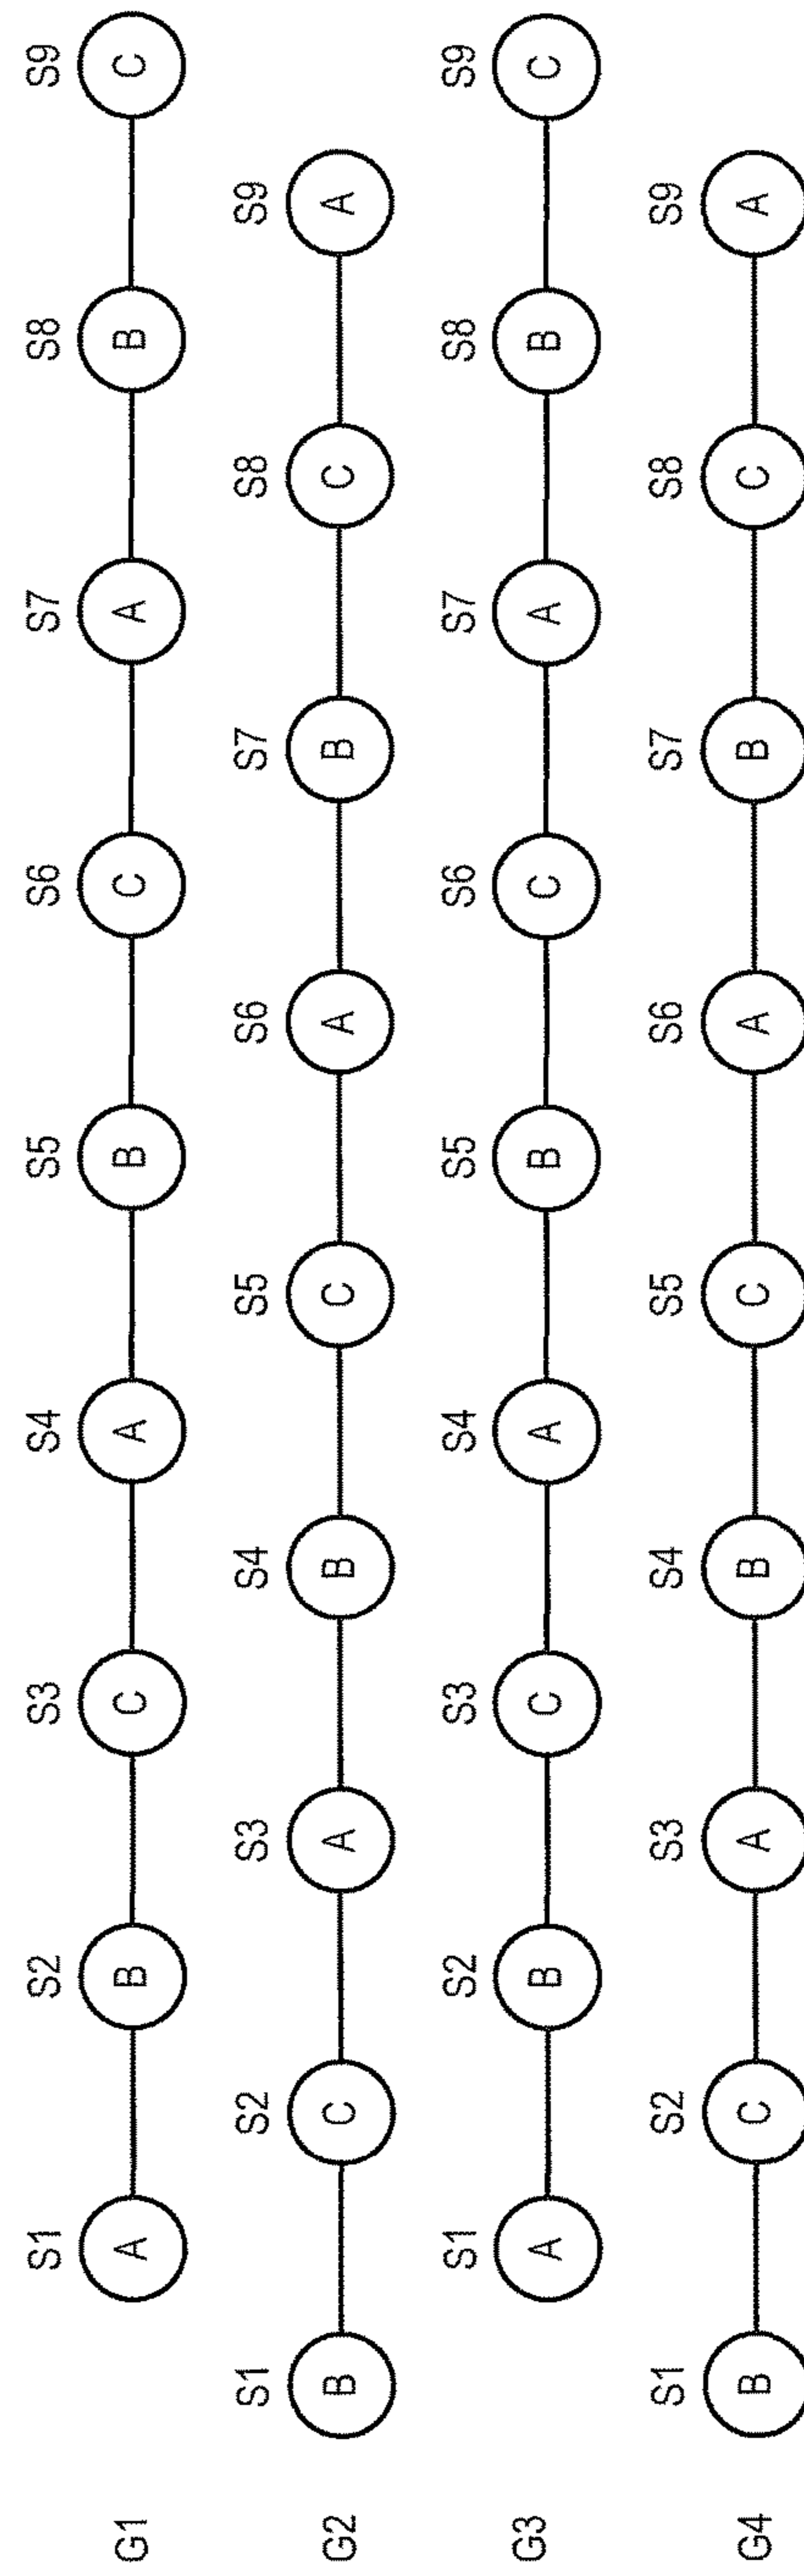 S1 S2 S3 S4 S5 S6 S7 S8 S9
G1 A B C A B C A B C
S1 S2 S3 S4 S5 S6 S7 S8 S9
G2 B C A B C A B C A
S1 S2 S3 S4 S5 S6 S7 S8 S9
G3 A B C A B C A B C
S1 S2 S3 S4 S5 S6 S7 S8 S9
G4 B C A B C A B C A